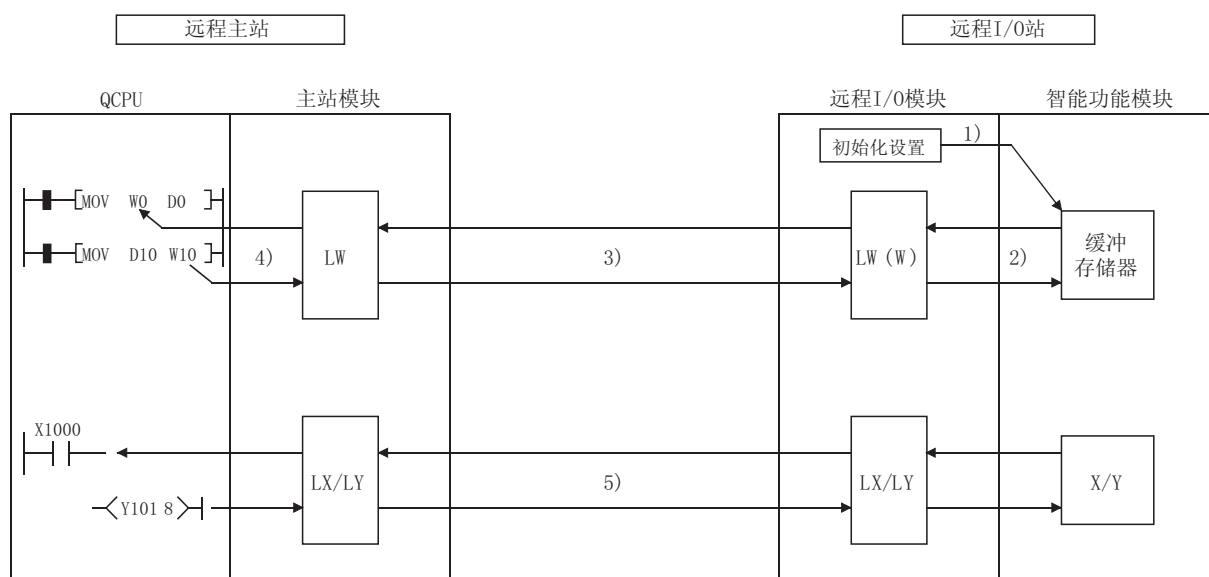 远程主站
远程I/O站
QCPU
主站模块
远程I/O模块
智能功能模块
初始化设置
1)
MOV W0 D0
MOV D10 W10
4)
LW
3)
LW(W)
2)
缓冲
存储器
X1000
Y101 8
LX/LY
5)
LX/LY
X/Y